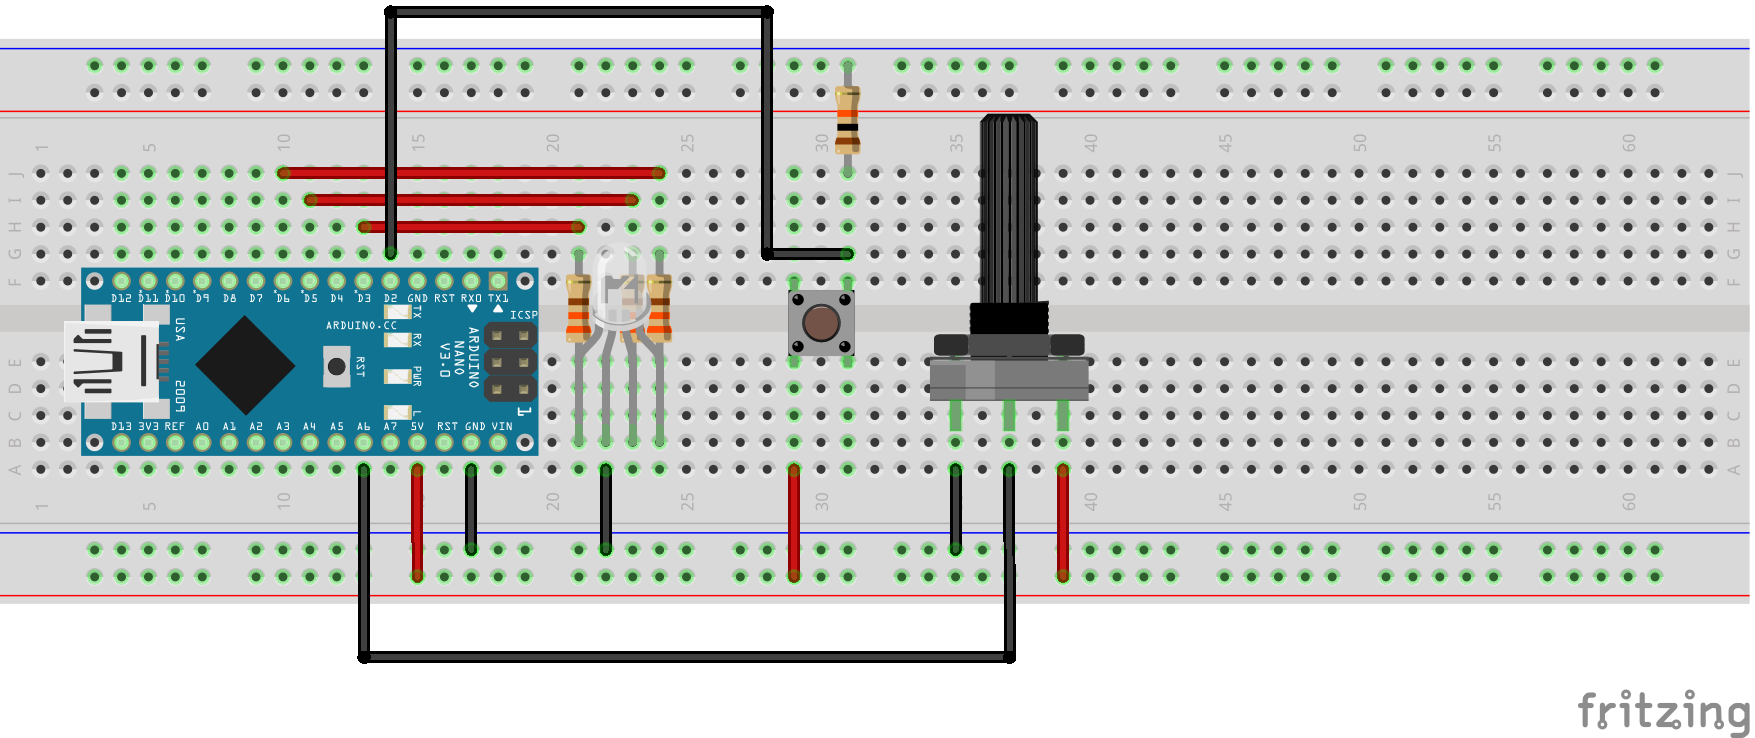 1 5 10 15 20 25 30 35 40 45 50 55 60
J J
I I
H H
G G
F F
D12 D11 D10 D9 D8 D7 D6 D5 D4 D3 D2 GND RST RX0 TX1
TX
RX
PWR
L
ICSP
ARDUINO.CC
USA
2009
RST
ARDUINO
NANO
V3.0
1
D13 3V3 REF A0 A1 A2 A3 A4 A5 A6 A7 5V RST GND VIN
E E
D D
C C
B B
A A
1 5 10 15 20 25 30 35 40 45 50 55 60
fritzing